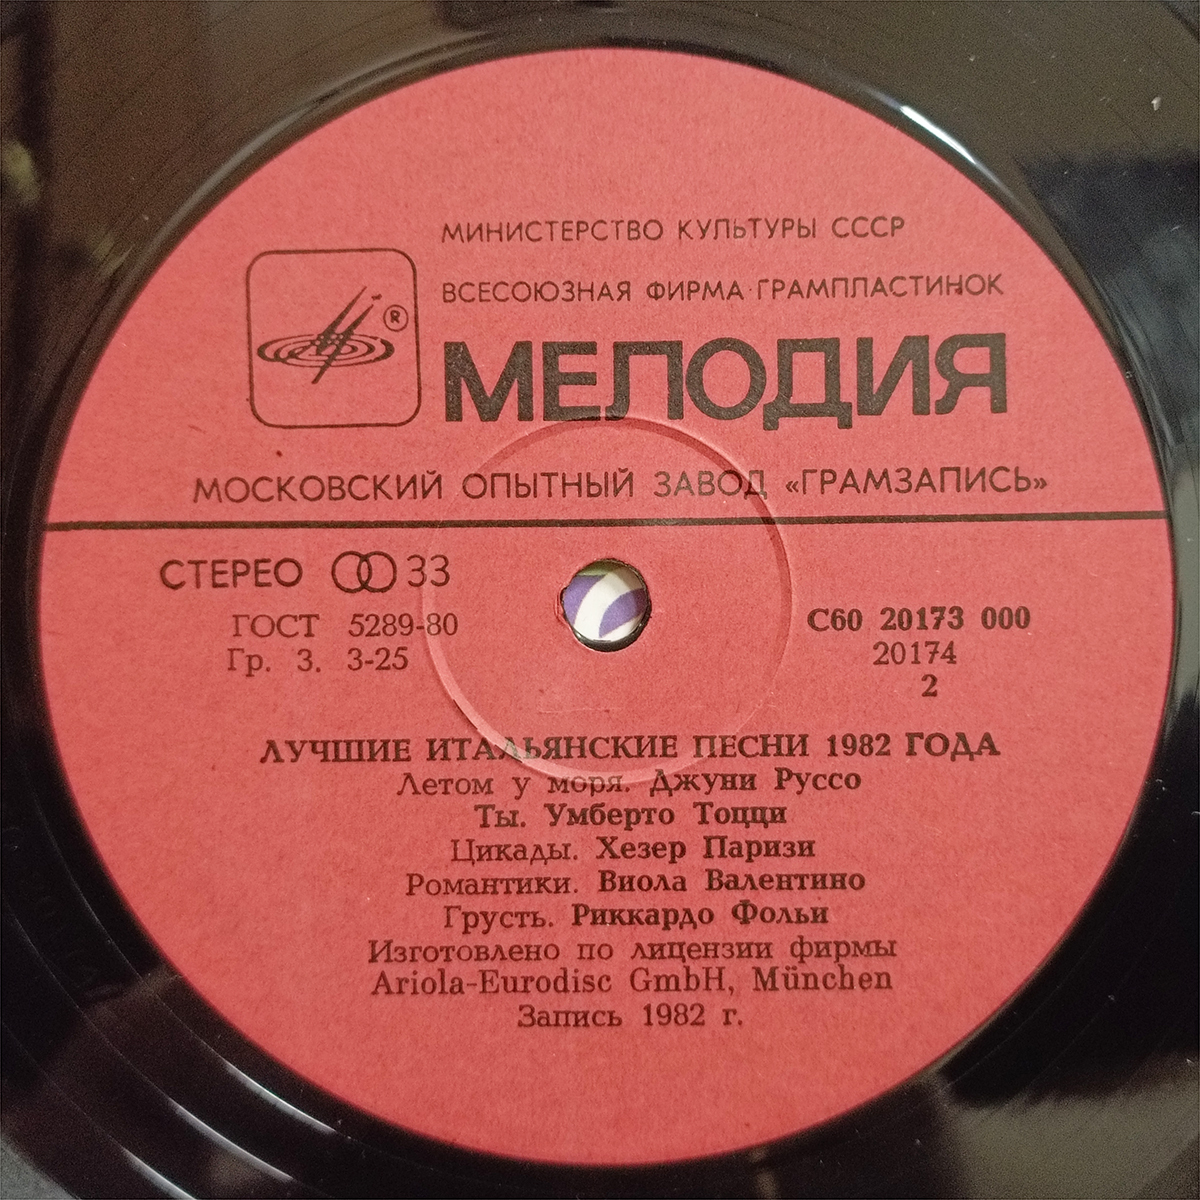 МИНИСТЕРСТВО КУЛЬТУРЫ СССР
ВСЕСОЮЗНАЯ ФИРМА ГРАМПЛАСТИНОК
®
МЕЛОДИЯ
МОСКОВСКИЙ ОПЫТНЫЙ ЗАВОД «ГРАМЗАПИСЬ»
СТЕРЕО 33
ГОСТ 5289-80
Гр. 3. 3-25
С60 20173 000
20174
2
ЛУЧШИЕ ИТАЛЬЯНСКИЕ ПЕСНИ 1982 ГОДА
Летом у моря. Джуни Руссо
Ты. Умберто Тоцци
Цикады. Хезер Паризи
Романтики. Виола Валентино
Грусть. Риккардо Фольи
Изготовлено по лицензии фирмы
Ariola-Eurodisc GmbH, München
Запись 1982 г.